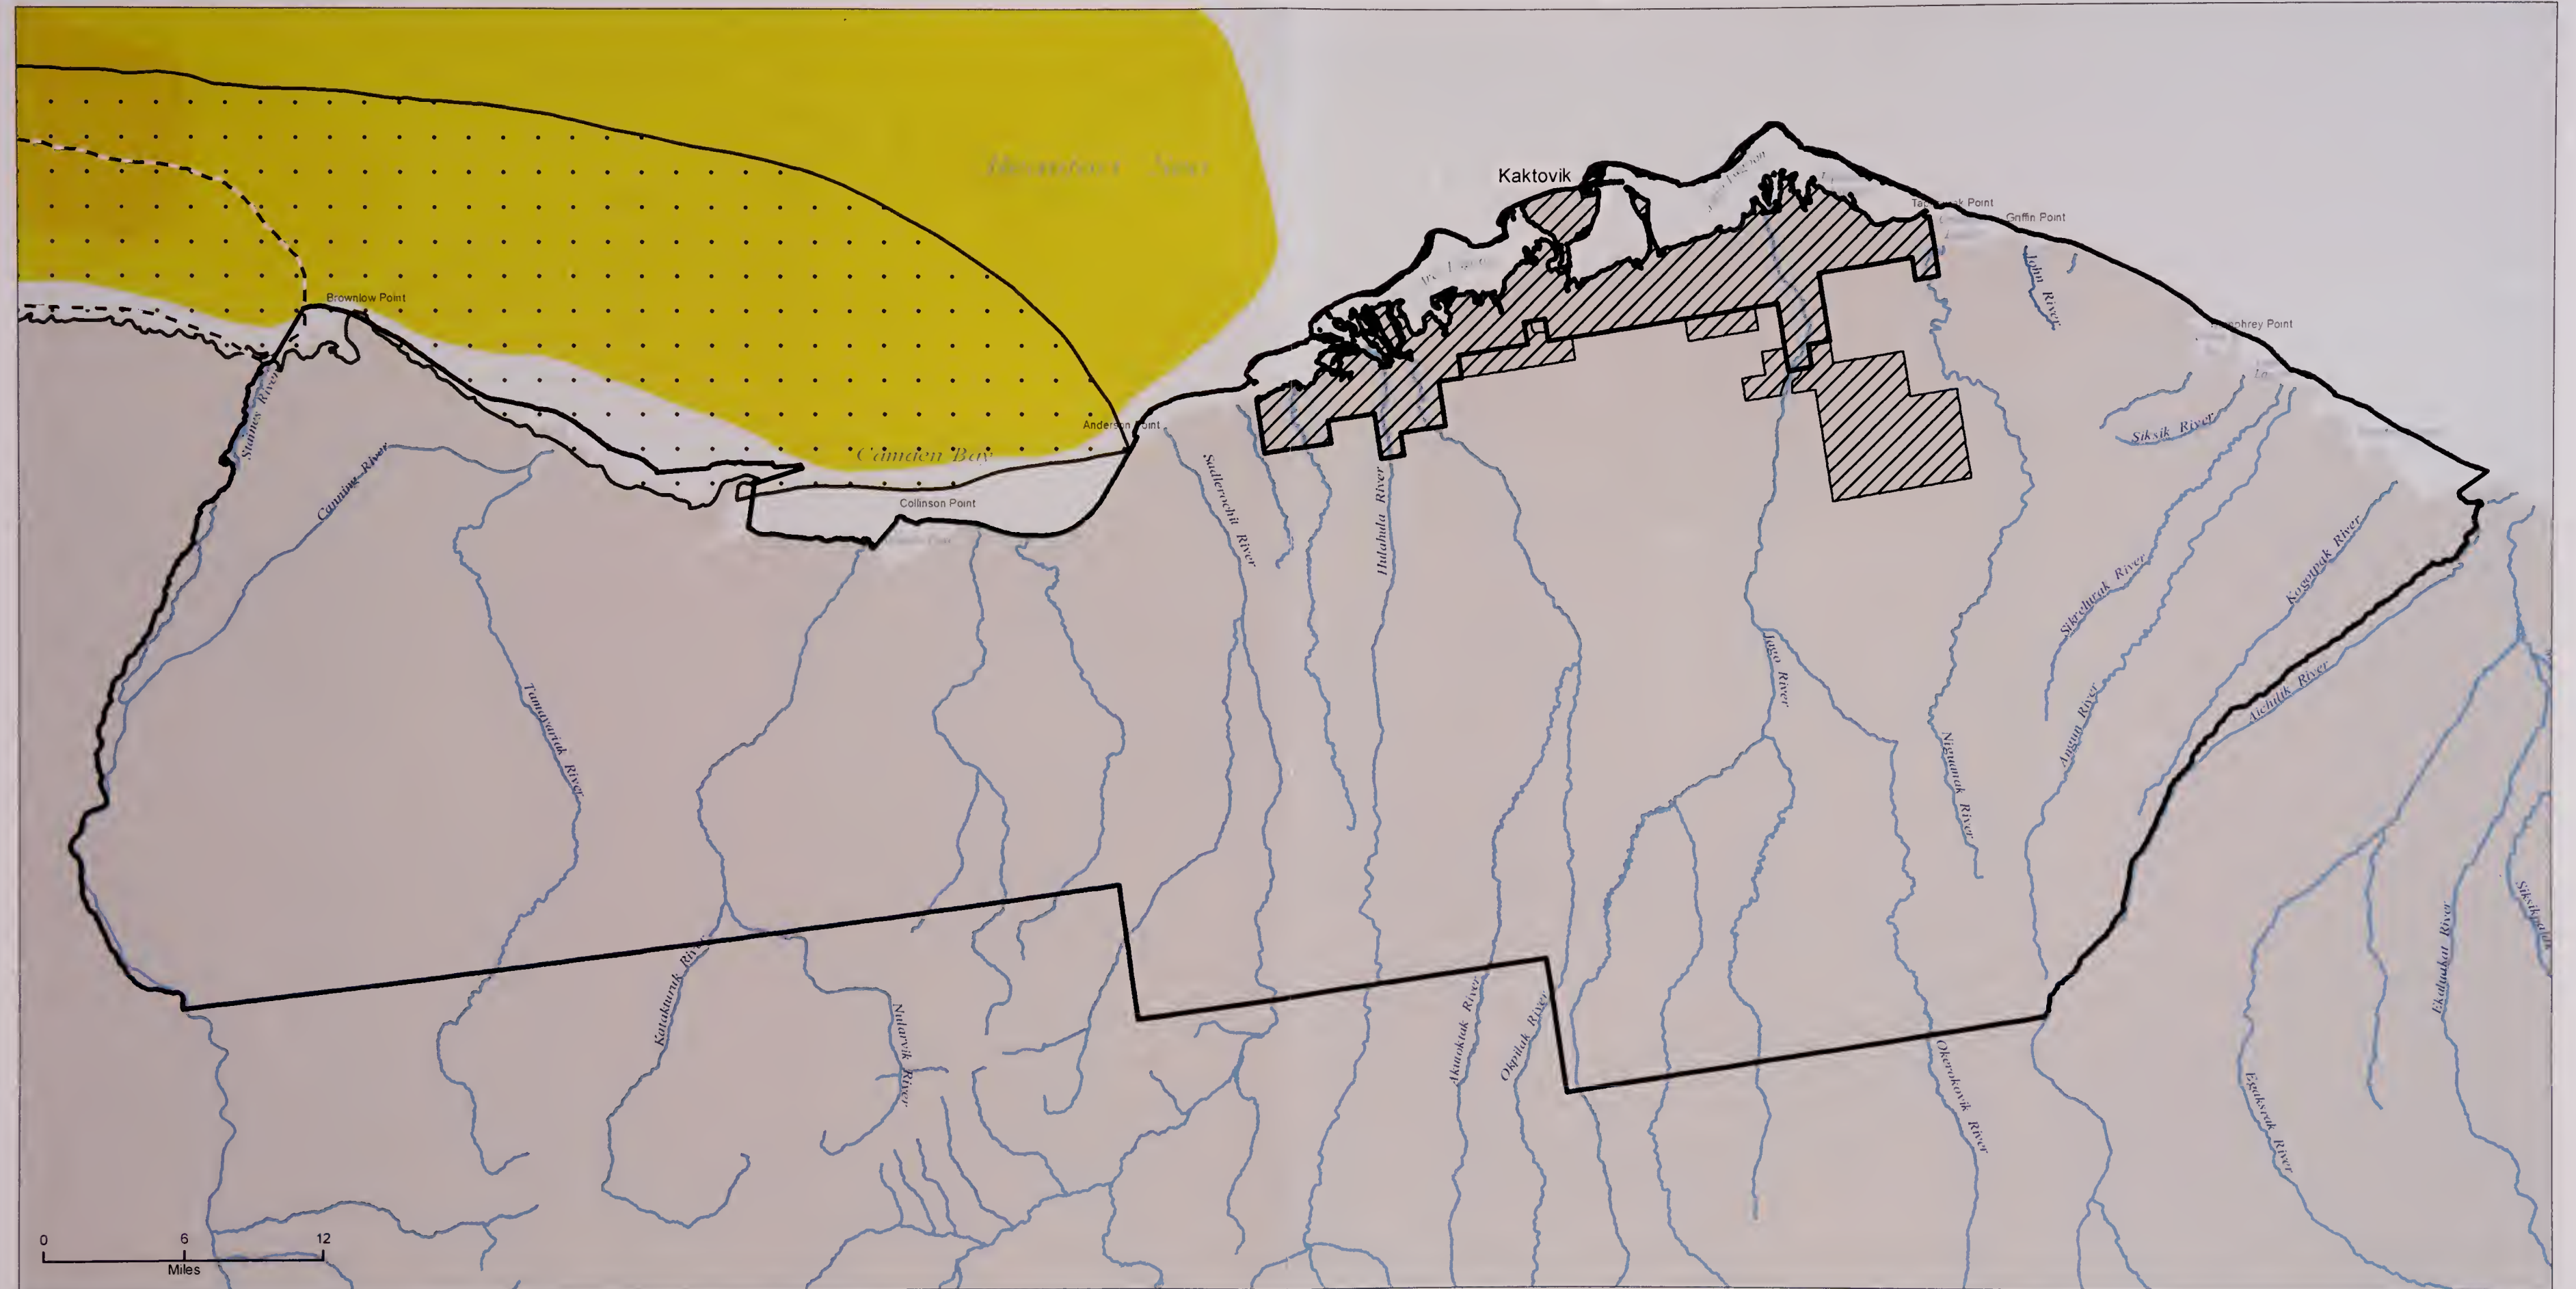 Kaktovik
Griffin Point
Brownlow Point
John River
Anderson Point
Camden Bay
Collinson Point
Staines River
Canning River
Sadlerochit River
Hulahula River
Siksik River
Sikrelurak River
Kogotpak River
Jago River
Aichilik River
Tamayariak River
Angun River
Niguanak River
Katakturuk River
Nularvik River
Akutoktak River
Okpilak River
Okerokovik River
Egaksrak River
Ekaluakat River
0 6 12
Miles